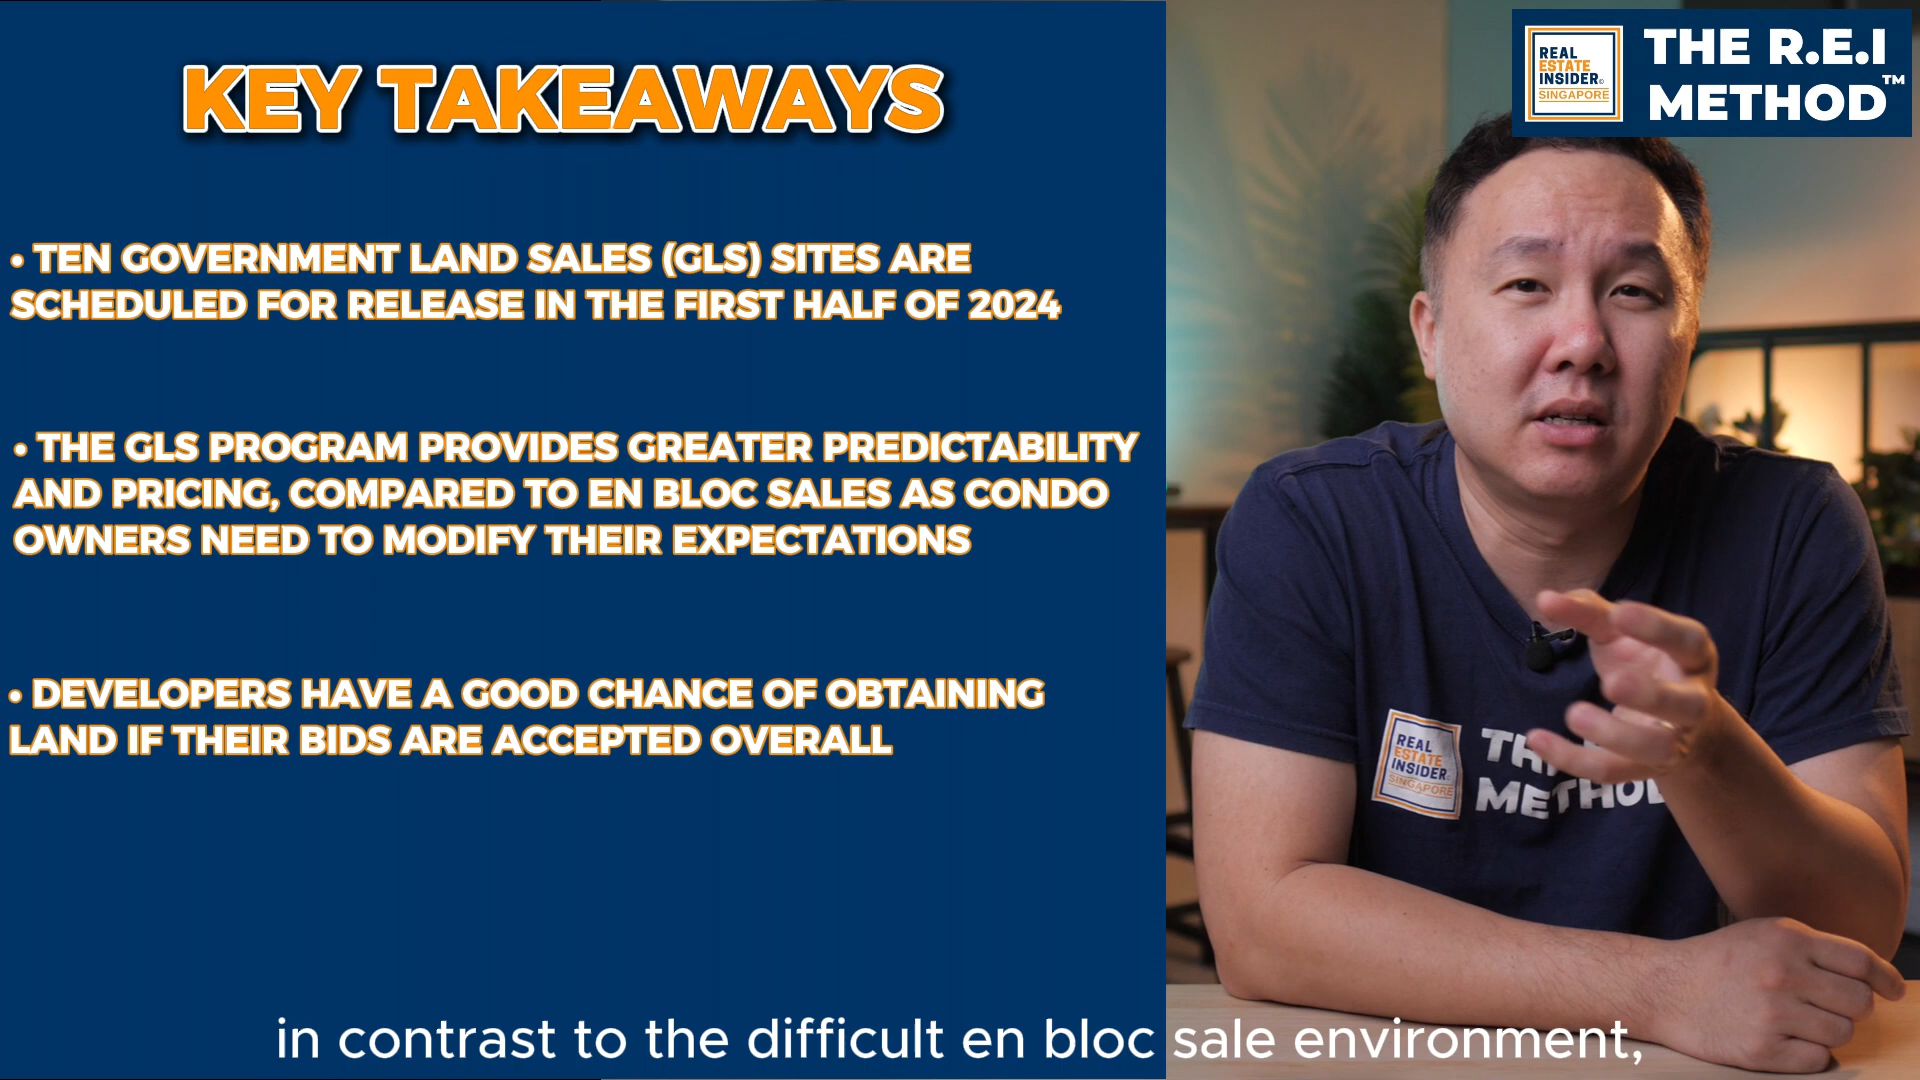 KEY TAKEAWAYS
• TEN GOVERNMENT LAND SALES (GLS) SITES ARE
SCHEDULED FOR RELEASE IN THE FIRST HALF OF 2024
• THE GLS PROGRAM PROVIDES GREATER PREDICTABILITY
AND PRICING, COMPARED TO EN BLOC SALES AS CONDO
OWNERS NEED TO MODIFY THEIR EXPECTATIONS
• DEVELOPERS HAVE A GOOD CHANCE OF OBTAINING
LAND IF THEIR BIDS ARE ACCEPTED OVERALL
REAL
ESTATE
INSIDER©
SINGAPORE
THE R.E.I
METHOD™
REAL
ESTATE
INSIDER
SINGAPORE
METHOD
in contrast to the difficult en bloc sale environment,